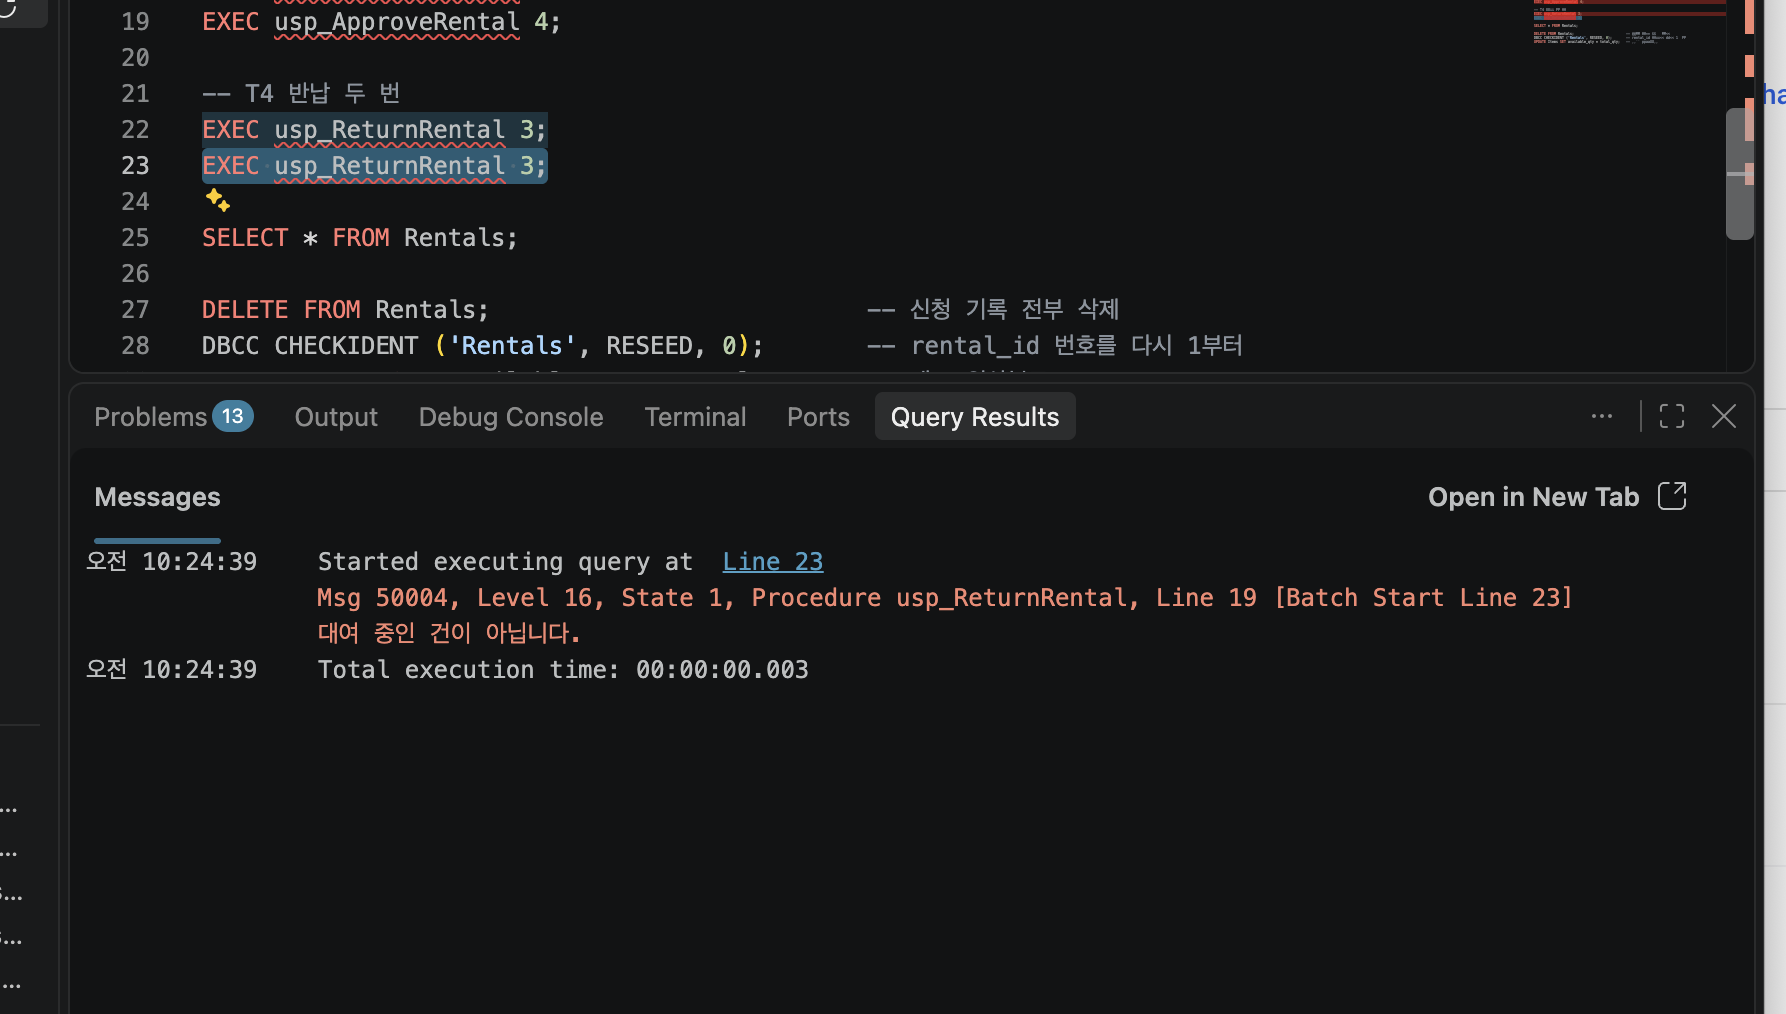 19 EXEC usp_ApproveRental 4;
20
21 -- T4 반납 두 번
22 EXEC usp_ReturnRental 3;
23 EXEC usp_ReturnRental 3;
24
25 SELECT * FROM Rentals;
26
27 DELETE FROM Rentals; -- 신청 기록 전부 삭제
28 DBCC CHECKIDENT ('Rentals', RESEED, 0); -- rental_id 번호를 다시 1부터
Problems 13 Output Debug Console Terminal Ports Query Results
Messages Open in New Tab
오전 10:24:39 Started executing query at Line 23
Msg 50004, Level 16, State 1, Procedure usp_ReturnRental, Line 19 [Batch Start Line 23]
대여 중인 건이 아닙니다.
오전 10:24:39 Total execution time: 00:00:00.003